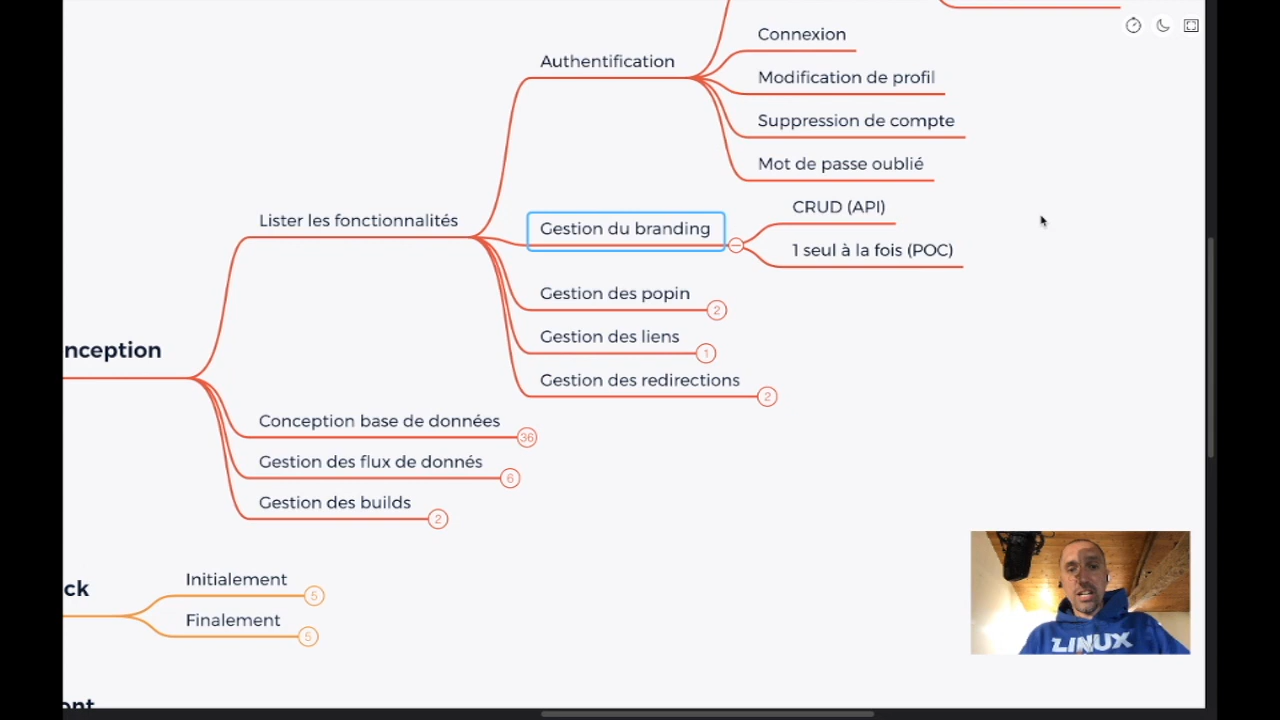 Connexion
Authentification
Modification de profil
Suppression de compte
Mot de passe oublié
CRUD (API)
Lister les fonctionnalités
Gestion du branding
1 seul à la fois (POC)
Gestion des popin
2
Gestion des liens
1
nception
Gestion des redirections
2
Conception base de données
36
Gestion des flux de donnés
6
Gestion des builds
2
Initialement
5
ck
Finalement
5
LINUX